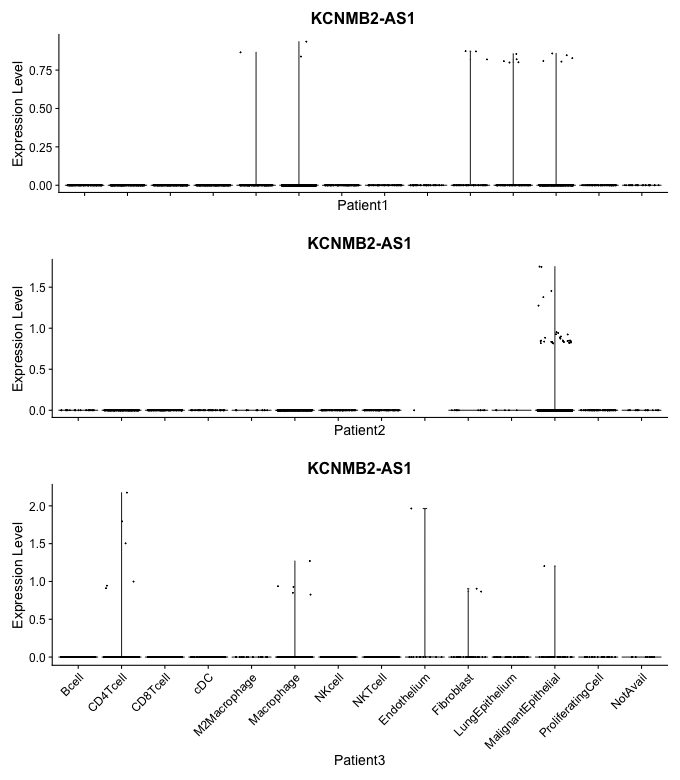 KCNMB2-AS1
Expression Level
0.75
0.50
0.25
0.00
Patient1
KCNMB2-AS1
Expression Level
1.5
1.0
0.5
0.0
Patient2
KCNMB2-AS1
Expression Level
2.0
1.5
1.0
0.5
0.0
Bcell
CD4Tcell
CD8Tcell
cDC
M2Macrophage
Macrophage
NKcell
NKTcell
Endothelium
Fibroblast
LungEpithelium
MalignantEpithelial
ProliferatingCell
NotAvail
Patient3